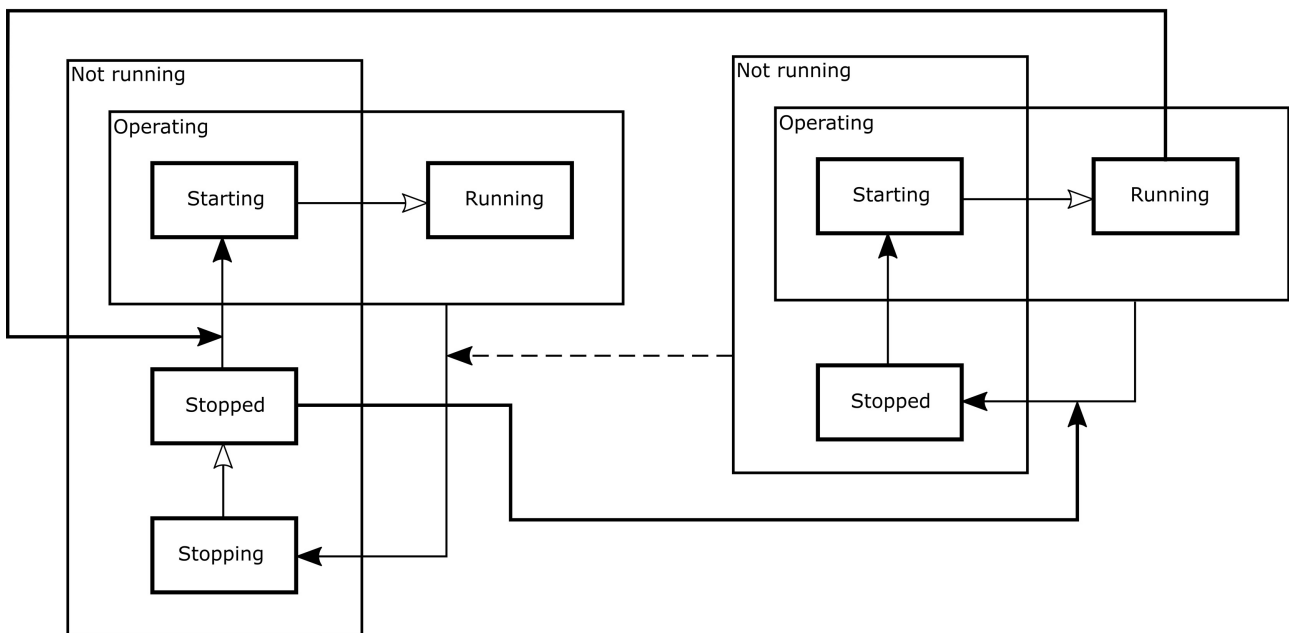 Not running
Operating
Starting
Running
Stopped
Stopping
Not running
Operating
Starting
Running
Stopped